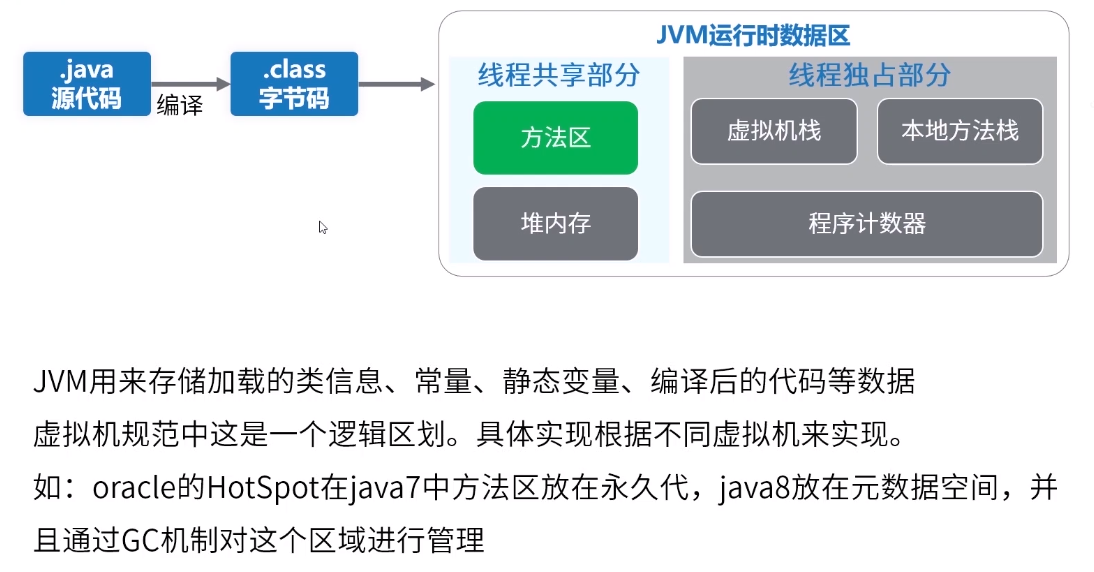 JVM运行时数据区
.java
源代码
编译
.class
字节码
线程共享部分
线程独占部分
方法区
虚拟机栈
本地方法栈
堆内存
程序计数器
JVM用来存储加载的类信息、常量、静态变量、编译后的代码等数据
虚拟机规范中这是一个逻辑区划。具体实现根据不同虚拟机来实现。
如：oracle的HotSpot在java7中方法区放在永久代，java8放在元数据空间，并
且通过GC机制对这个区域进行管理